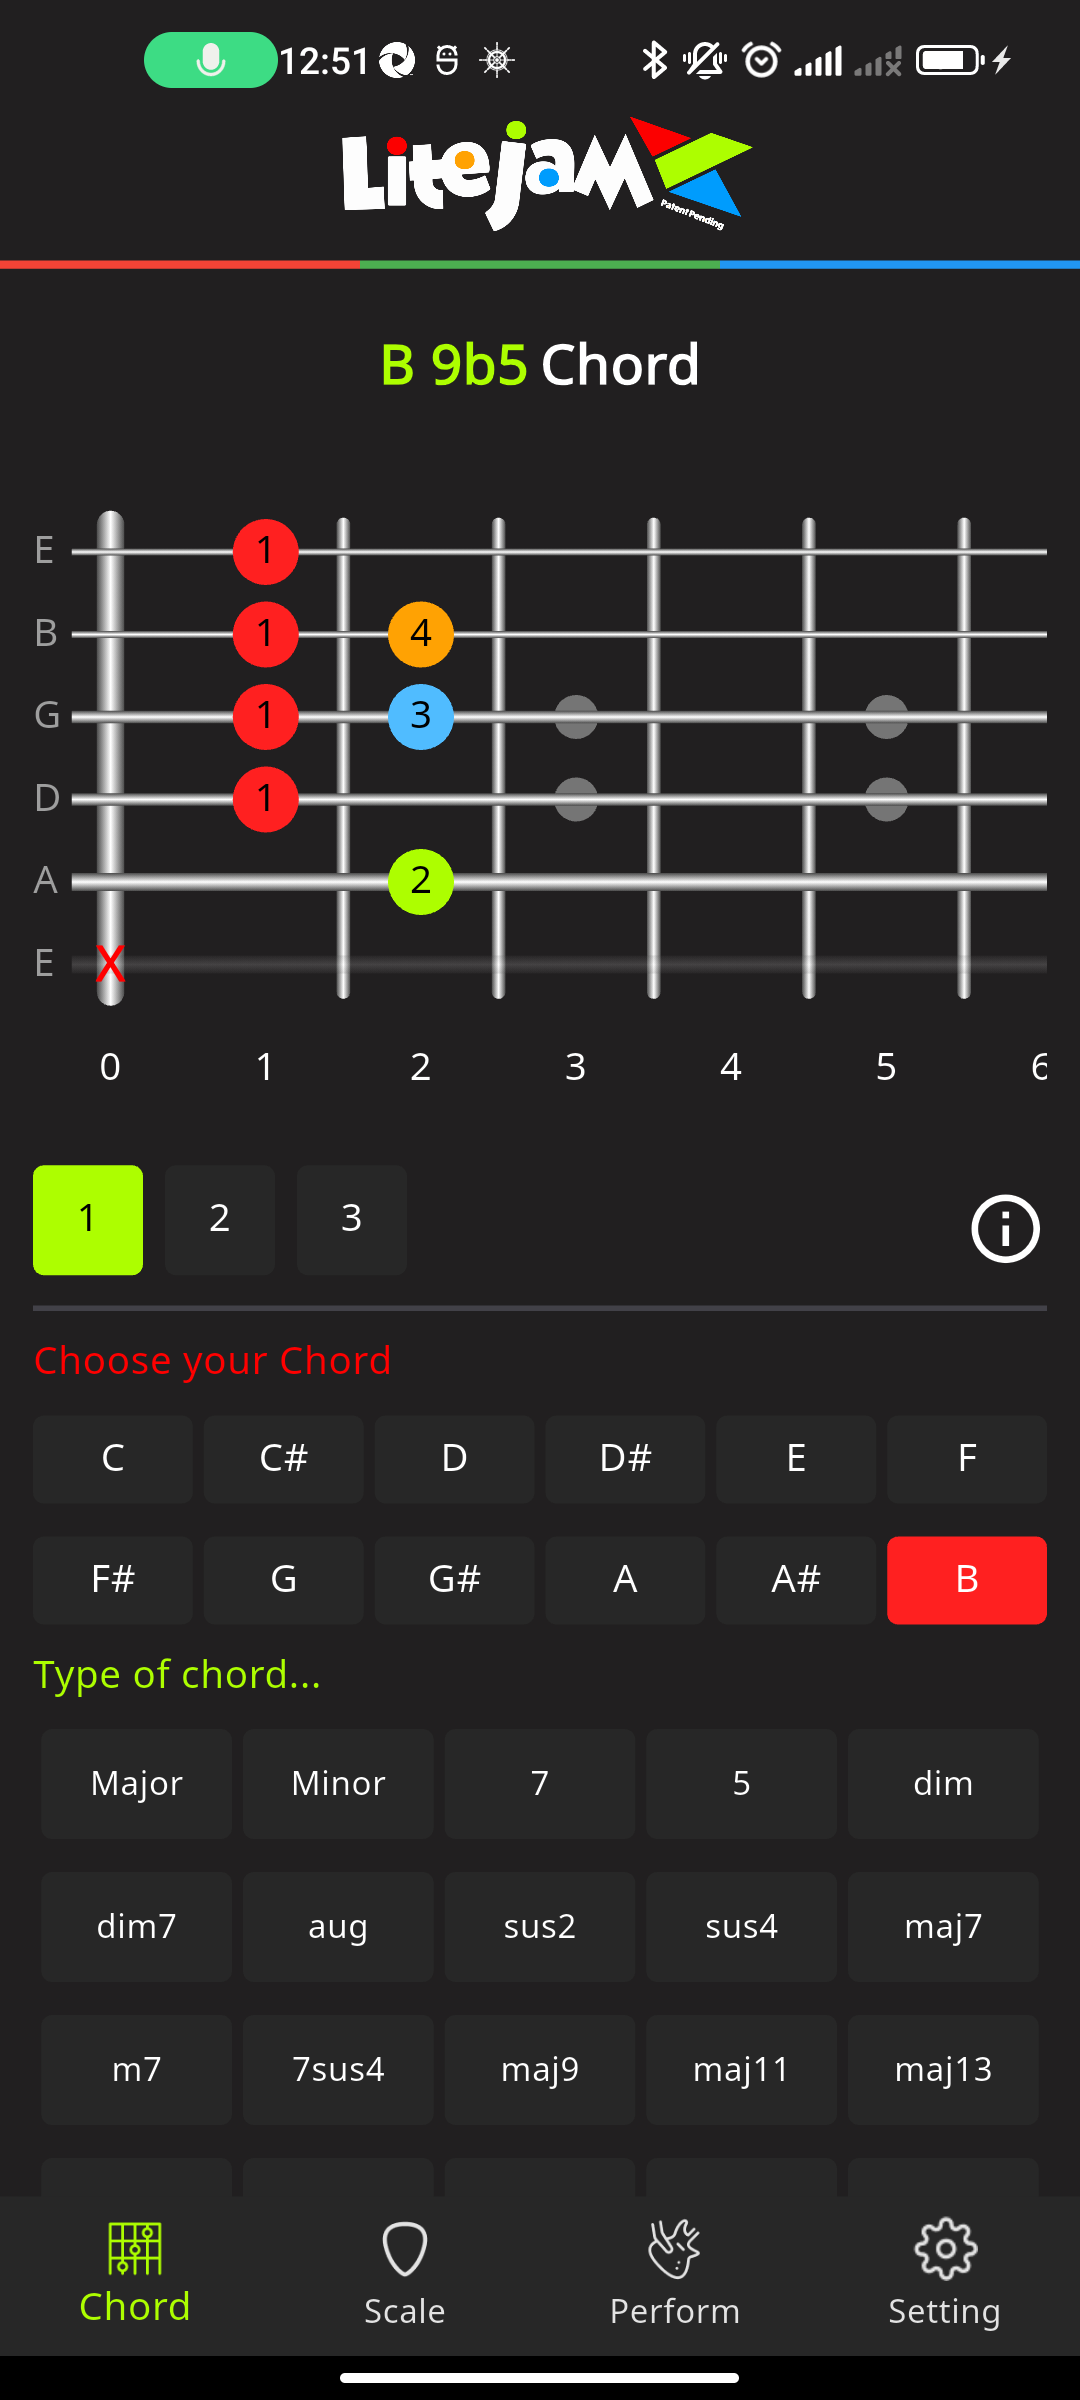 12:51
Litejam
Patent Pending
B 9b5 Chord
E 1
B 1 4
G 1 3
D 1
A 2
E X
0 1 2 3 4 5 6
1 2 3
Choose your Chord
C C# D D# E F
F# G G# A A# B
Type of chord...
Major Minor 7 5 dim
dim7 aug sus2 sus4 maj7
m7 7sus4 maj9 maj11 maj13
Chord Scale Perform Setting